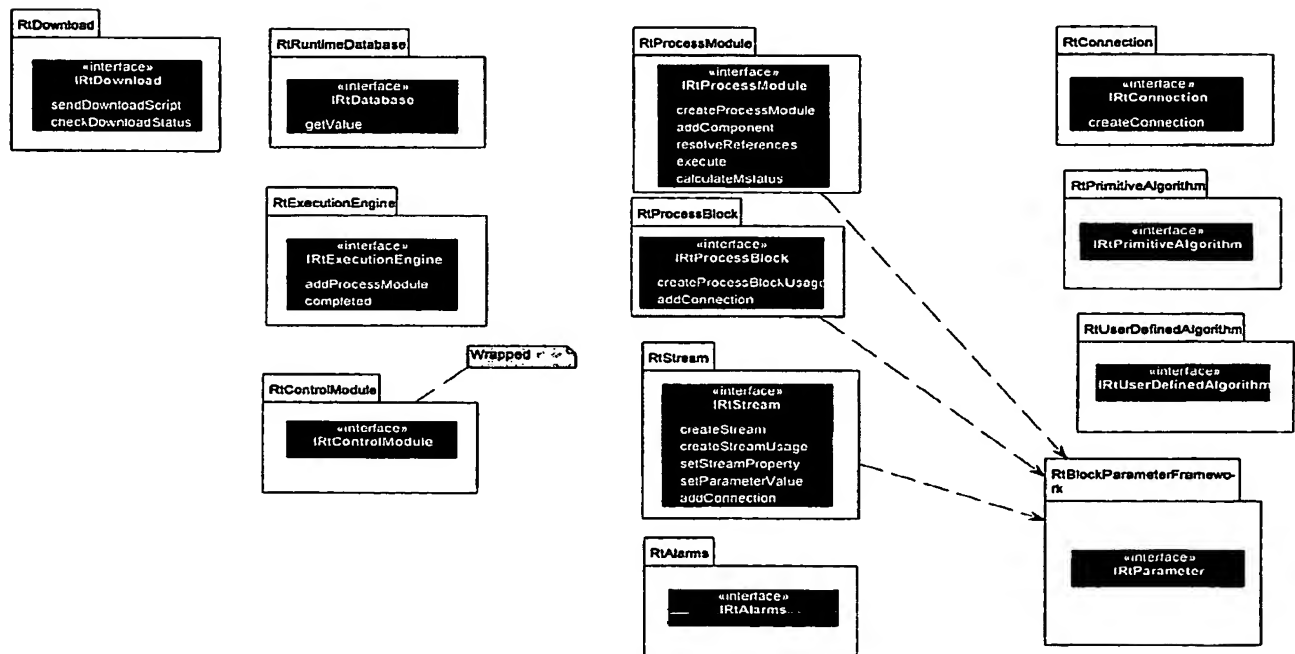 RtDownload
«interface»
IRtDownload
sendDownloadScript
checkDownloadStatus
RtRuntimeDatabase
«interface»
IRtDatabase
getValue
RtExecutionEngine
«interface»
IRtExecutionEngine
addProcessModule
completed
Wrapped
RtControlModule
«interface»
IRtControlModule
RtProcessModule
«interface»
IRtProcessModule
createProcessModule
addComponent
resolveReferences
execute
calculateMstatus
RtProcessBlock
«interface»
IRtProcessBlock
createProcessBlockUsage
addConnection
RtStream
«interface»
IRtStream
createStream
createStreamUsage
setStreamProperty
setParameterValue
addConnection
RtAlarms
«interface»
IRtAlarms
RtConnection
«interface»
IRtConnection
createConnection
RtPrimitiveAlgorithm
«interface»
IRtPrimitiveAlgorithm
RtUserDefinedAlgorithm
«interface»
IRtUserDefinedAlgorithm
RtBlockParameterFramewo-
rk
«interface»
IRtParameter